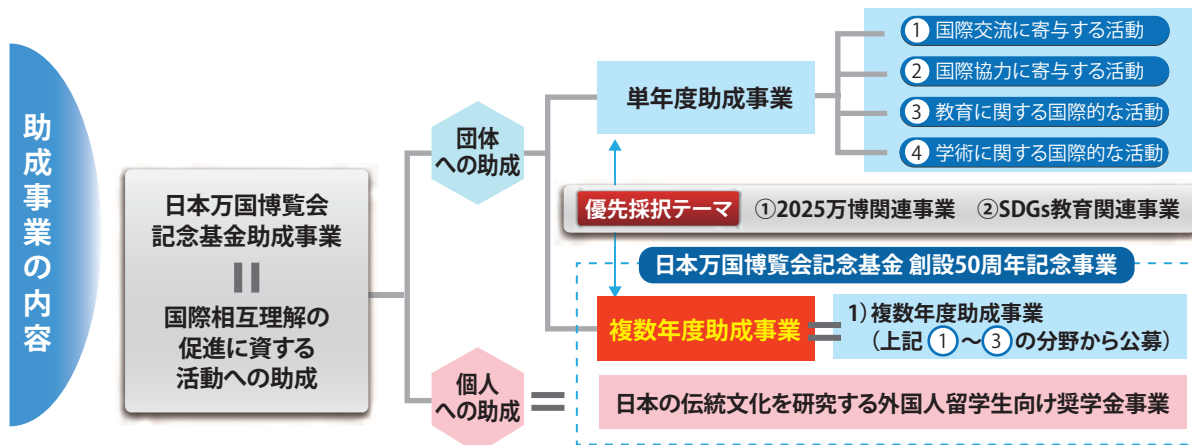 助成事業の内容
日本万国博覧会
記念基金助成事業
=
国際相互理解の
促進に資する
活動への助成
団体
への助成
単年度助成事業
① 国際交流に寄与する活動
② 国際協力に寄与する活動
③ 教育に関する国際的な活動
④ 学術に関する国際的な活動
優先採択テーマ ①2025万博関連事業 ②SDGs教育関連事業
日本万国博覧会記念基金 創設50周年記念事業
複数年度助成事業 = 1）複数年度助成事業
（上記①～③の分野から公募）
個人
への助成
=
日本の伝統文化を研究する外国人留学生向け奨学金事業